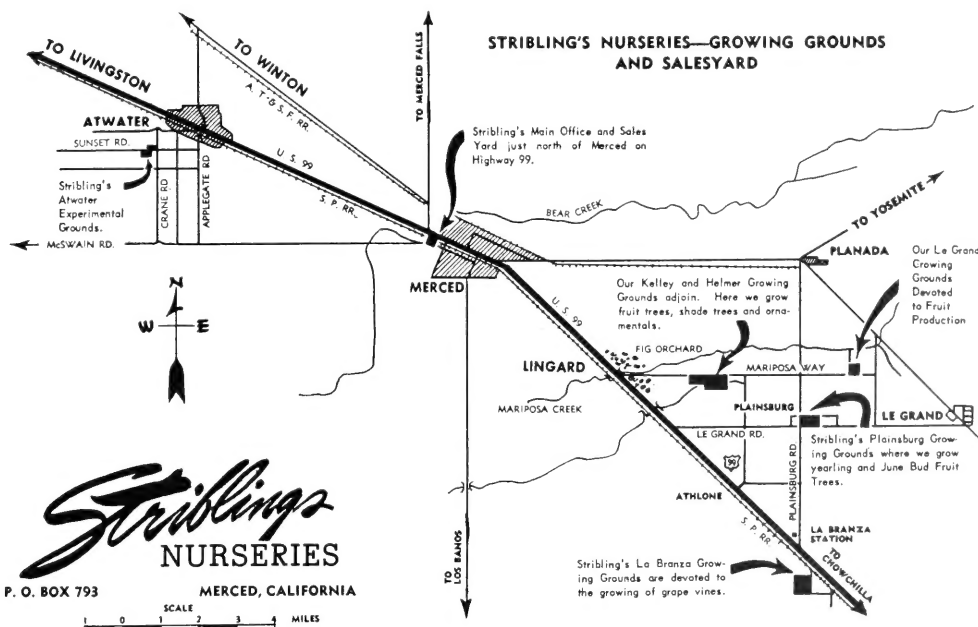 STRIBLING'S NURSERIES—GROWING GROUNDS
AND SALESYARD
TO LIVINGSTON
TO WINTON
A. T. & S. F. RR.
TO MERCED FALLS
ATWATER
SUNSET RD.
U. S. 99
S. P. RR.
Stribling's
Atwater
Experimental
Grounds.
CRANE RD.
APPLEGATE RD
McSWAIN RD.
Stribling's Main Office and Sales
Yard just north of Merced on
Highway 99.
BEAR CREEK
TO YOSEMITE
PLANADA
MERCED
N
W E
Our Kelley and Helmer Growing
Grounds adjoin. Here we grow
fruit trees, shade trees and orna-
mentals.
Our Le Grand
Growing
Grounds
Devoted
to Fruit
Production
U. S. 99
FIG ORCHARD
LINGARD
MARIPOSA WAY
MARIPOSA CREEK
PLAINSBURG
LE GRAND
LE GRAND RD.
99
Stribling's Plainsburg Grow-
ing Grounds where we grow
yearling and June Bud Fruit
Trees.
ATHLONE
PLAINSBURG RD.
S. P. RR.
LA BRANZA
STATION
TO
CHOWCHILLA
TO
LOS BANOS
Stribling's La Branza Grow-
ing Grounds are devoted to
the growing of grape vines.
Striblings
NURSERIES
P. O. BOX 793 MERCED, CALIFORNIA
SCALE
1 0 1 2 3 4 MILES